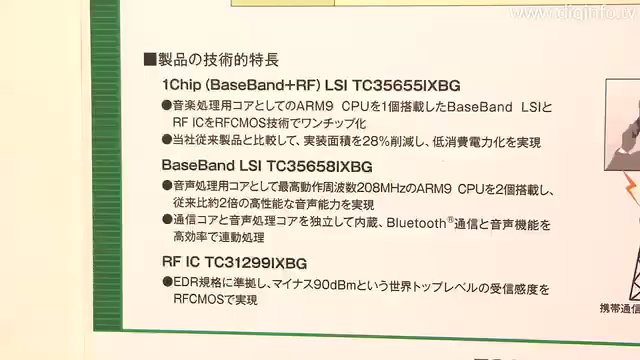 www.diginfo.tv
■製品の技術的特長
1Chip (BaseBand+RF) LSI TC35655IXBG
●音楽処理用コアとしてのARM9 CPUを1個搭載したBaseBand LSIと
RF ICをRFCMOS技術でワンチップ化
●当社従来製品と比較して、実装面積を28%削減し、低消費電力化を実現
BaseBand LSI TC35658IXBG
●音声処理用コアとして最高動作周波数208MHzのARM9 CPUを2個搭載し、
従来比約2倍の高性能な音声能力を実現
●通信コアと音声処理コアを独立して内蔵、Bluetooth®通信と音声機能を
高効率で連動処理
RF IC TC31299IXBG
●EDR規格に準拠し、マイナス90dBmという世界トップレベルの受信感度を
RFCMOSで実現
携帯通信